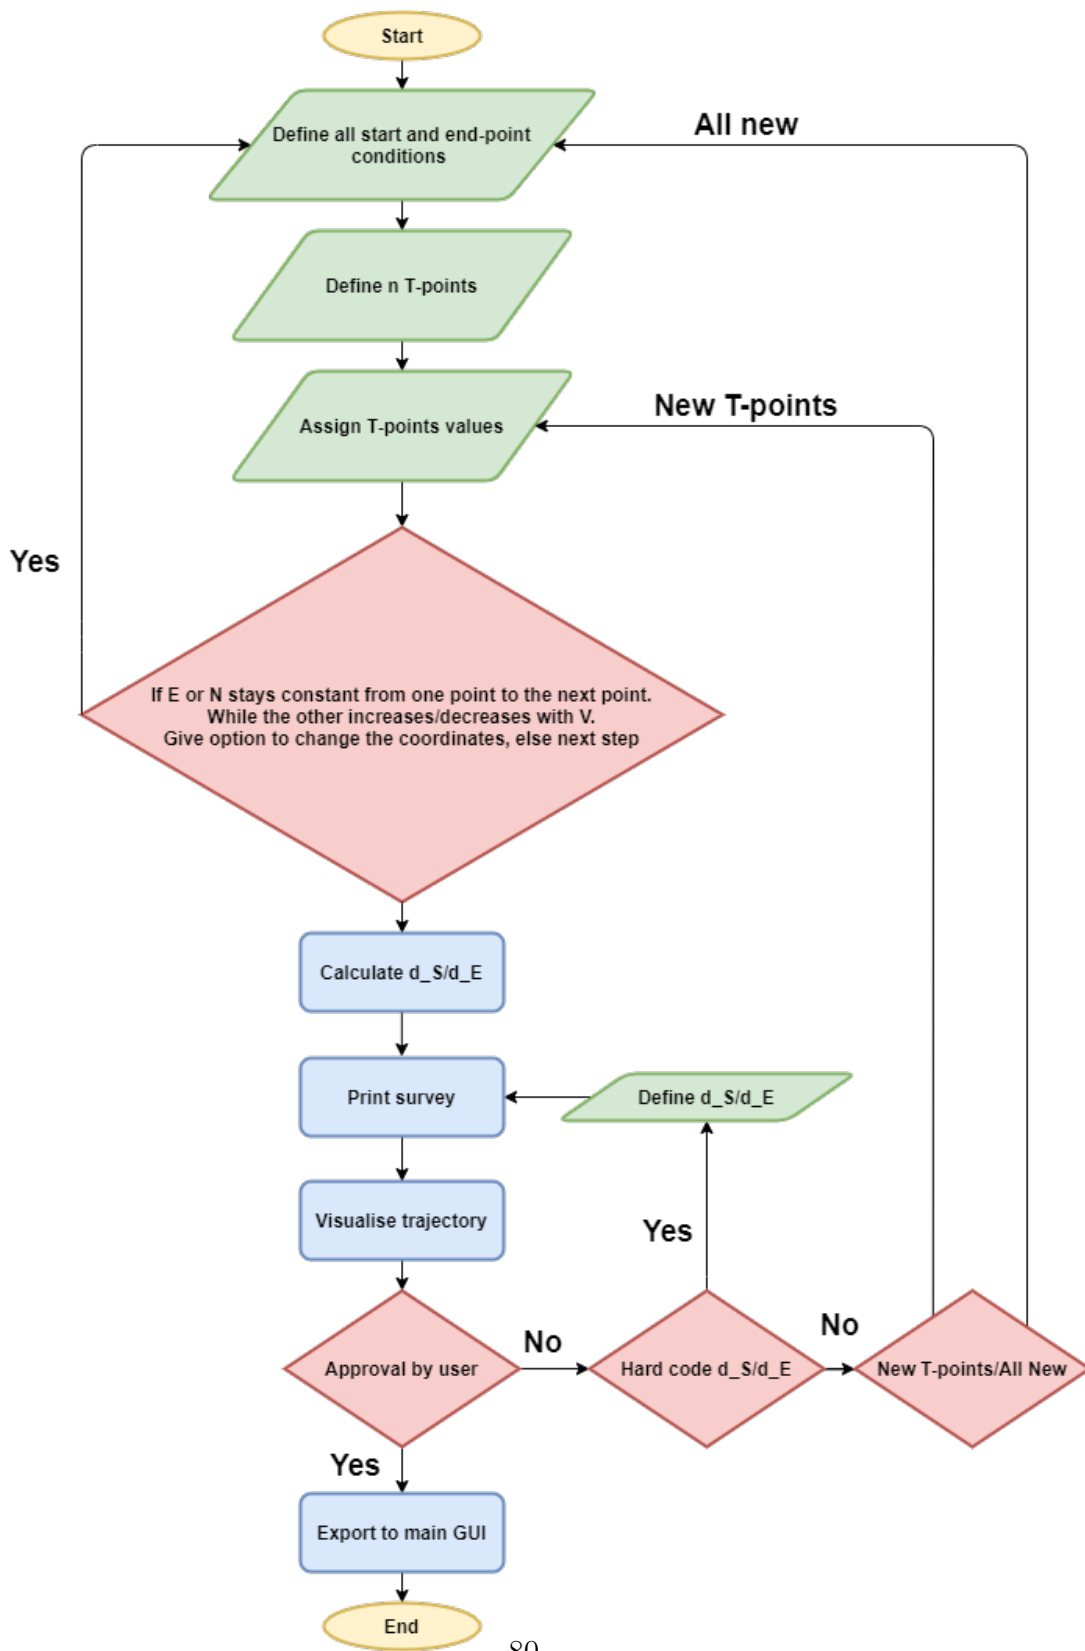 Start
Define all start and end-point
conditions
All new
Define n T-points
Assign T-points values
New T-points
Yes
If E or N stays constant from one point to the next point.
While the other increases/decreases with V.
Give option to change the coordinates, else next step
Calculate d_S/d_E
Print survey
Define d_S/d_E
Visualise trajectory
Yes
Approval by user
No
Hard code d_S/d_E
No
New T-points/All New
Yes
Export to main GUI
End